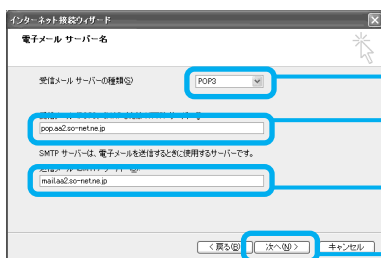 インターネット接続ウィザード
電子メール サーバー名
受信メール サーバーの種類(S)
POP3
pop.aa2.so-net.ne.jp
SMTP サーバーは、電子メールを送信するときに使用するサーバーです。
mail.aa2.so-net.ne.jp
< 戻る(B)
次へ(N) >
キャンセル